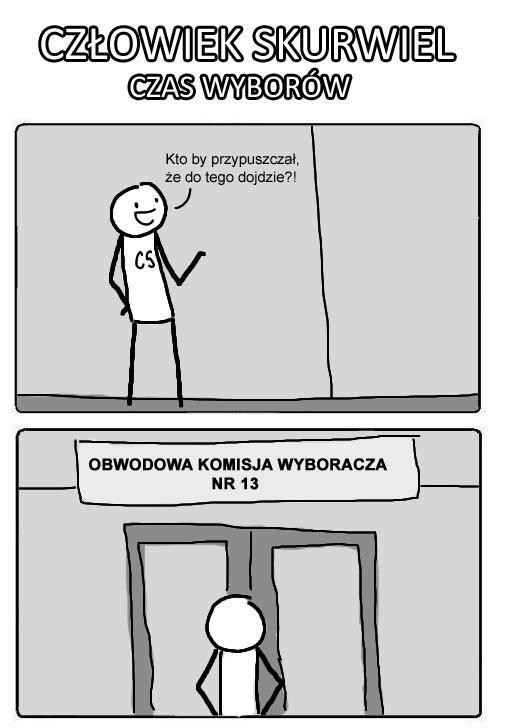 CZŁOWIEK SKURWIEL
CZAS WYBORÓW
Kto by przypuszczał,
że do tego dojdzie?!
CS
OBWODOWA KOMISJA WYBORACZA
NR 13